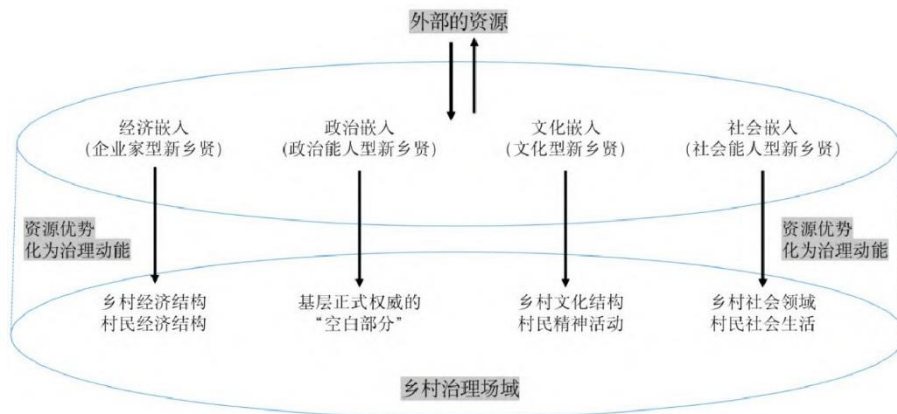 外部的资源
经济嵌入
(企业家型新乡贤)
政治嵌入
(政治能人型新乡贤)
文化嵌入
(文化型新乡贤)
社会嵌入
(社会能人型新乡贤)
资源优势
化为治理动能
资源优势
化为治理动能
乡村经济结构
村民经济结构
基层正式权威的
“空白部分”
乡村文化结构
村民精神活动
乡村社会领域
村民社会生活
乡村治理场域